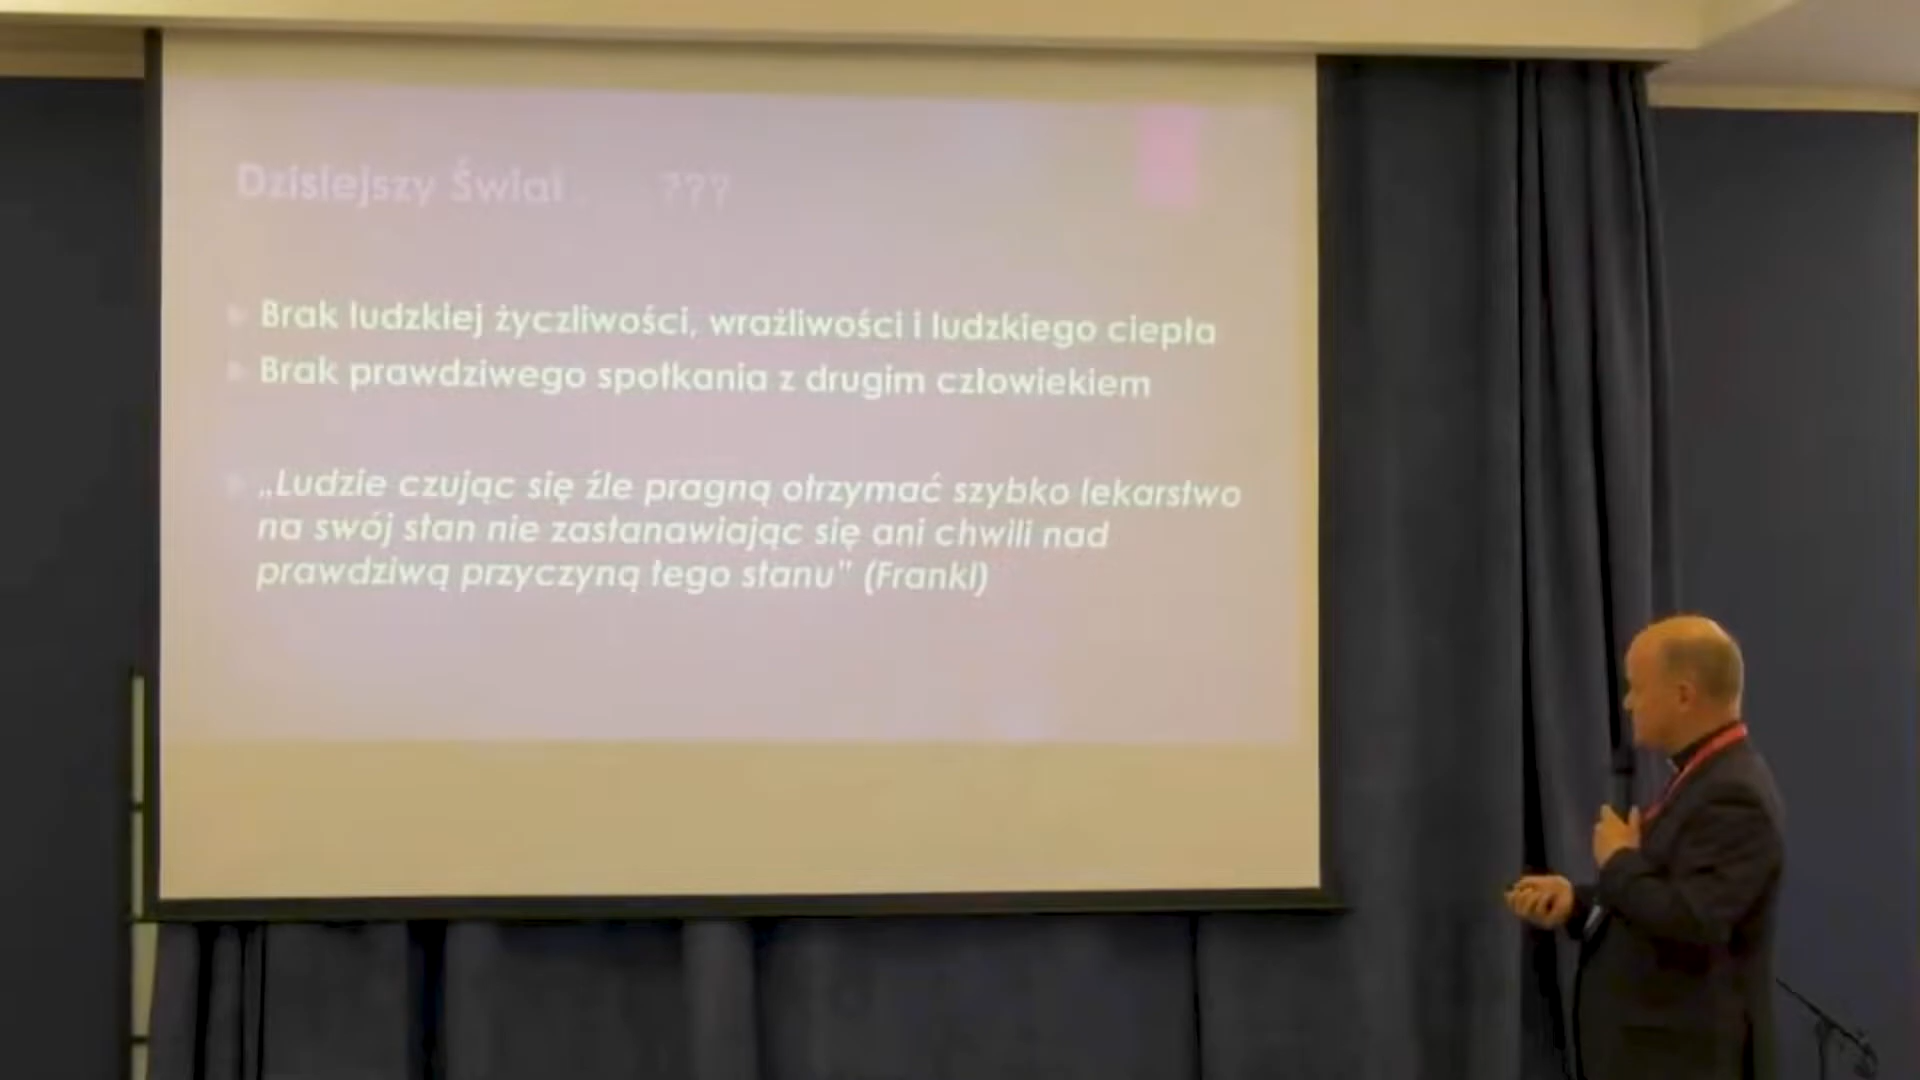 Dzisiejszy Świat . ???
Brak ludzkiej życzliwości, wrażliwości i ludzkiego ciepła
Brak prawdziwego spotkania z drugim człowiekiem
„Ludzie czując się źle pragną otrzymać szybko lekarstwo
na swój stan nie zastanawiając się ani chwili nad
prawdziwą przyczyną tego stanu” (Frankl)